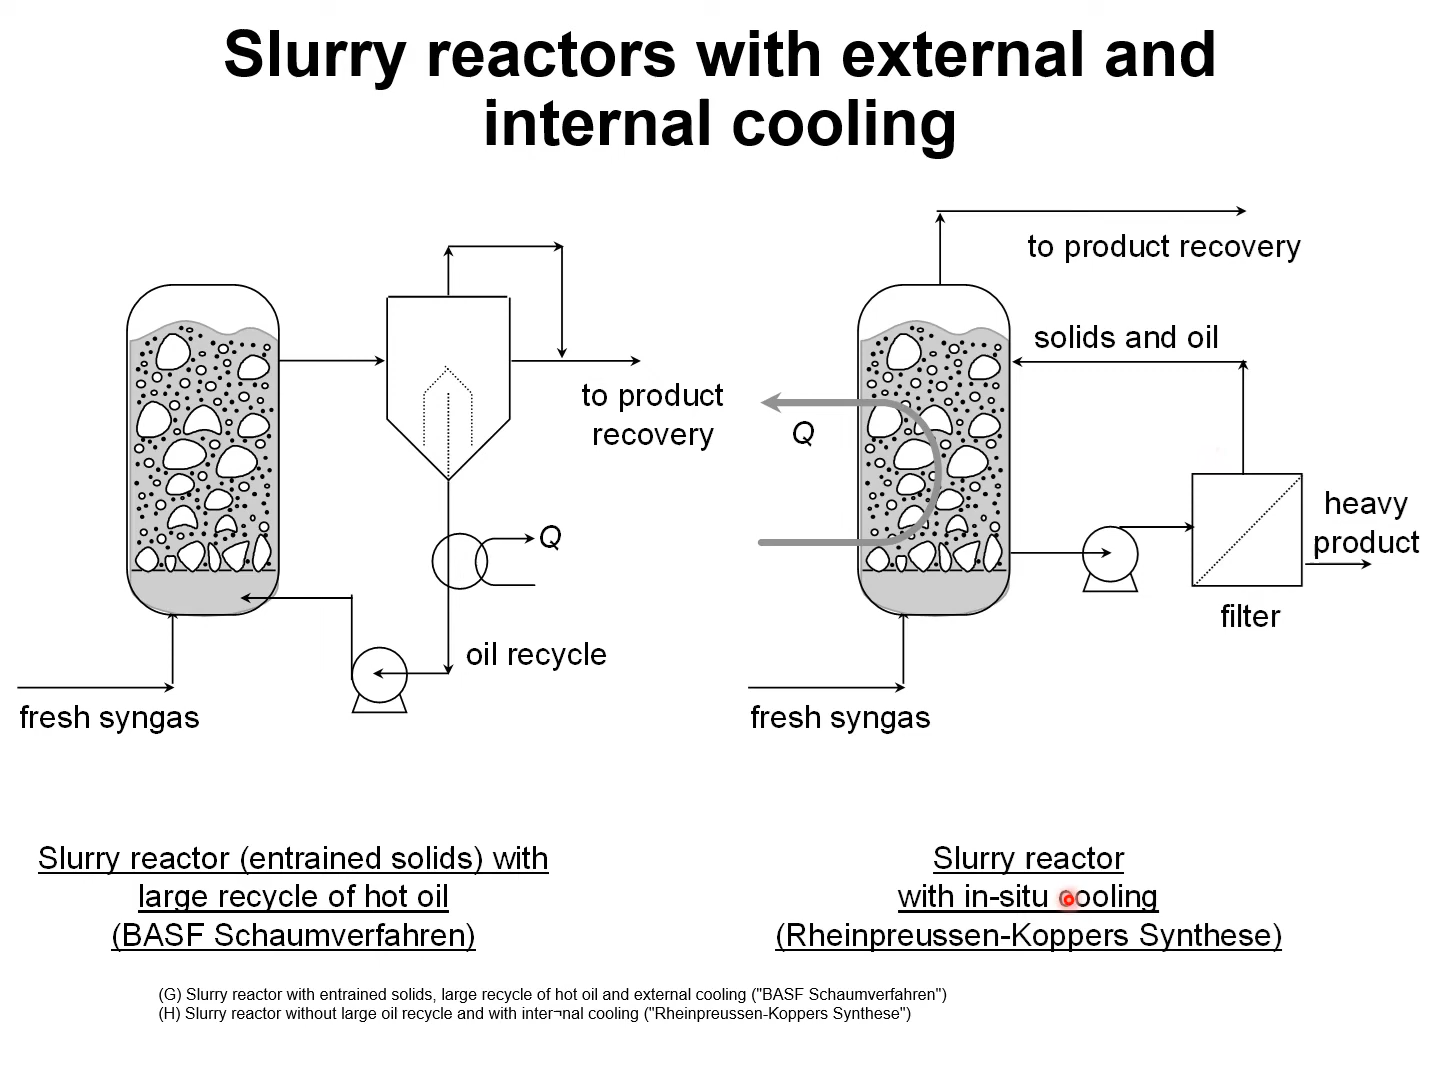 Slurry reactors with external and
internal cooling
to product
recovery
Q
oil recycle
fresh syngas
to product recovery
solids and oil
Q
heavy
product
filter
fresh syngas
Slurry reactor (entrained solids) with
large recycle of hot oil
(BASF Schaumverfahren)
Slurry reactor
with in-situ cooling
(Rheinpreussen-Koppers Synthese)
(G) Slurry reactor with entrained solids, large recycle of hot oil and external cooling ("BASF Schaumverfahren")
(H) Slurry reactor without large oil recycle and with inter¬nal cooling ("Rheinpreussen-Koppers Synthese")